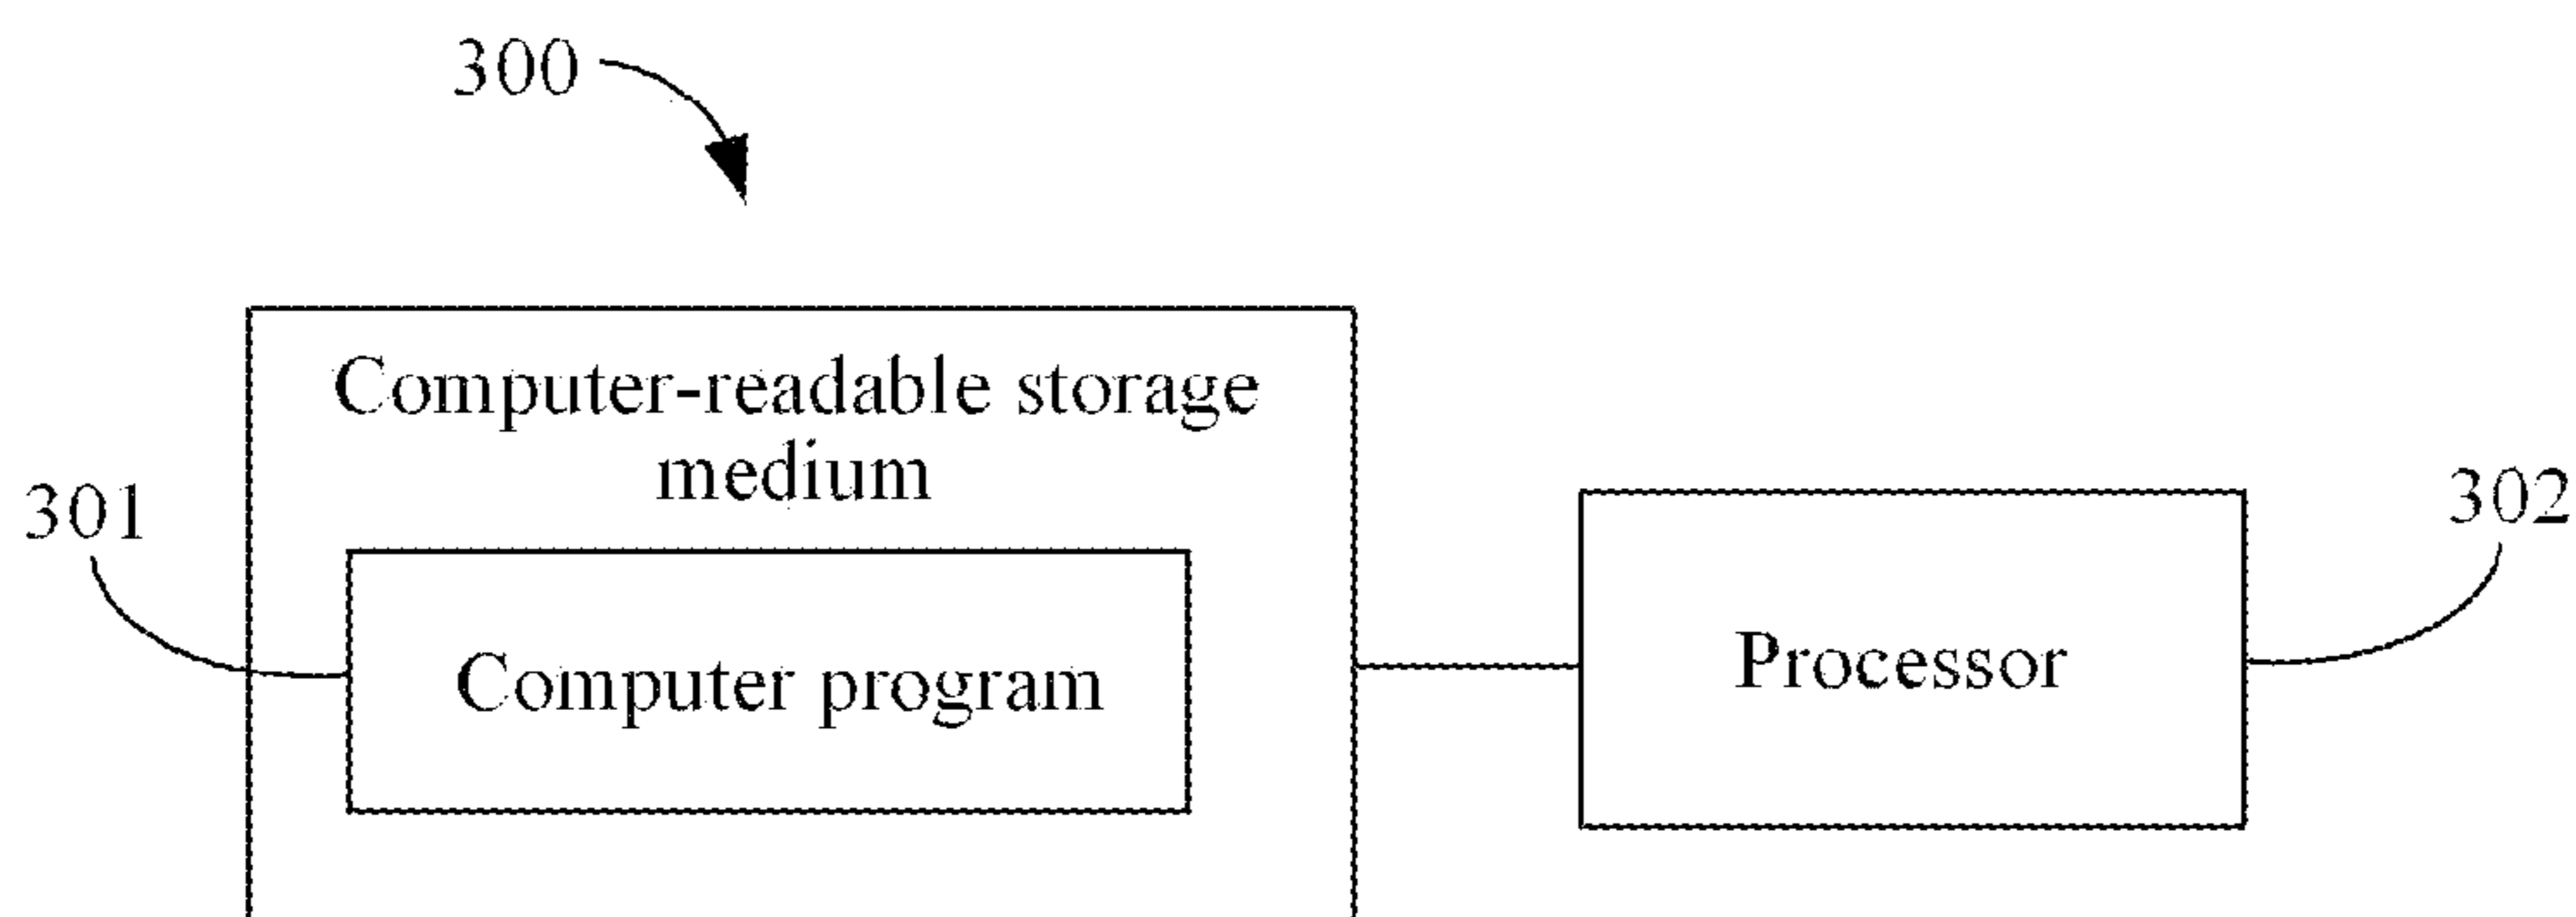 300
Computer-readable storage
medium
301
302
Computer program
Processor